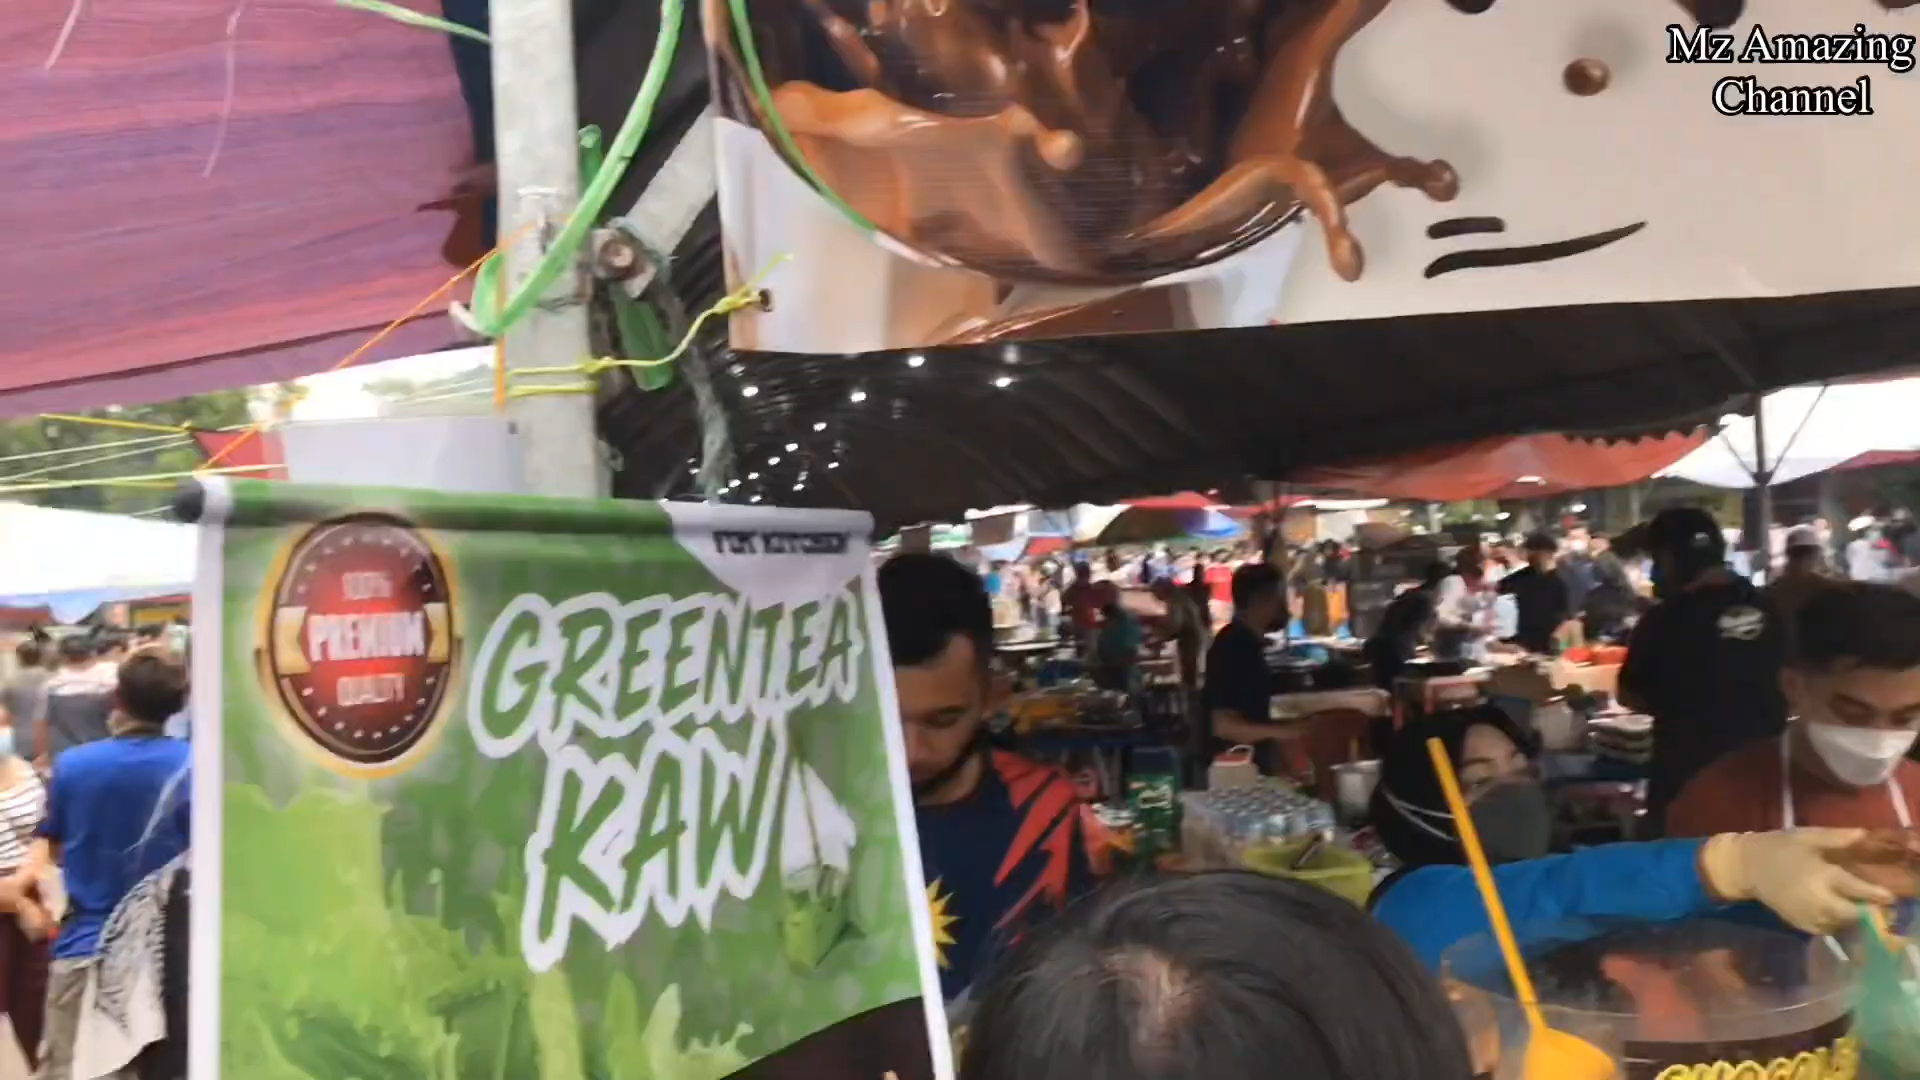 Mz Amazing
Channel
100%
PREMIUM
QUALITY
GREENTEA
KAW